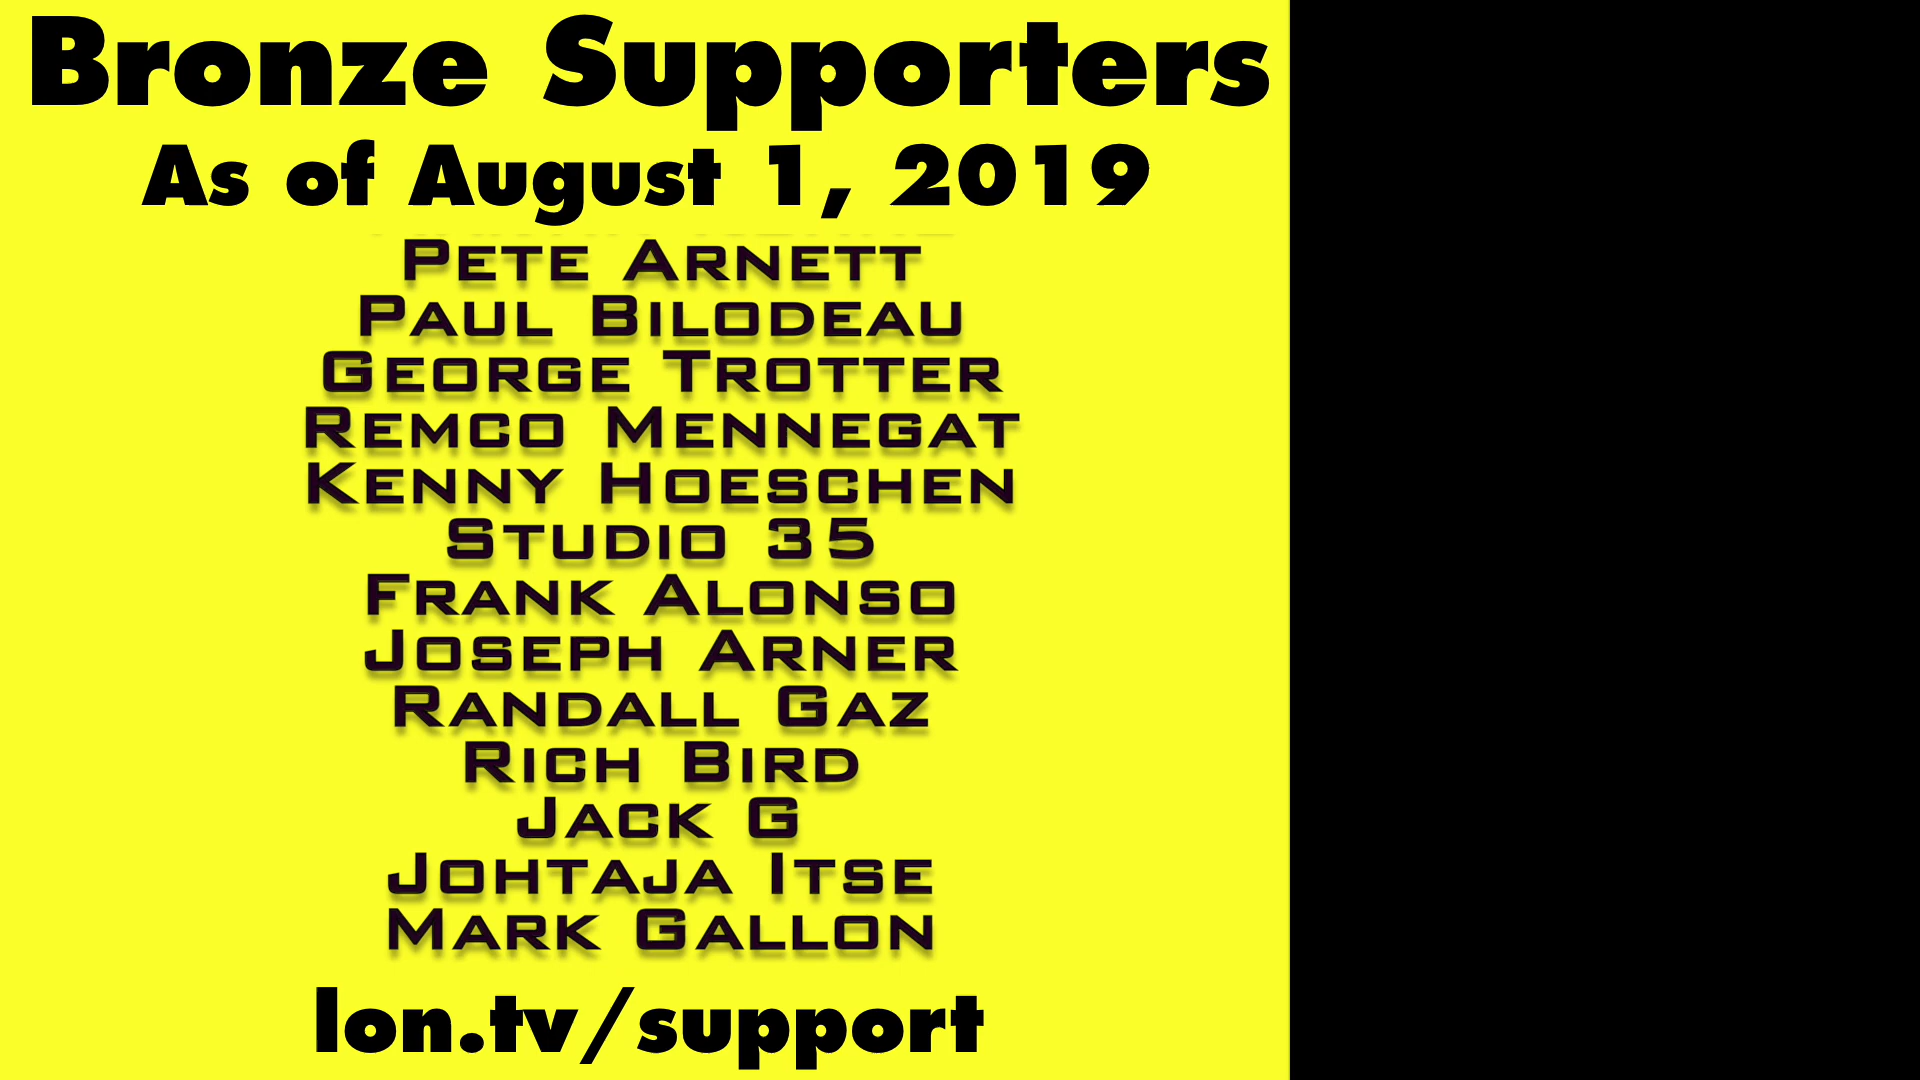 Bronze Supporters
As of August 1, 2019
Pete Arnett
Paul Bilodeau
George Trotter
Remco Mennegat
Kenny Hoeschen
Studio 35
Frank Alonso
Joseph Arner
Randall Gaz
Rich Bird
Jack G
Johtaja Itse
Mark Gallon
lon.tv/support